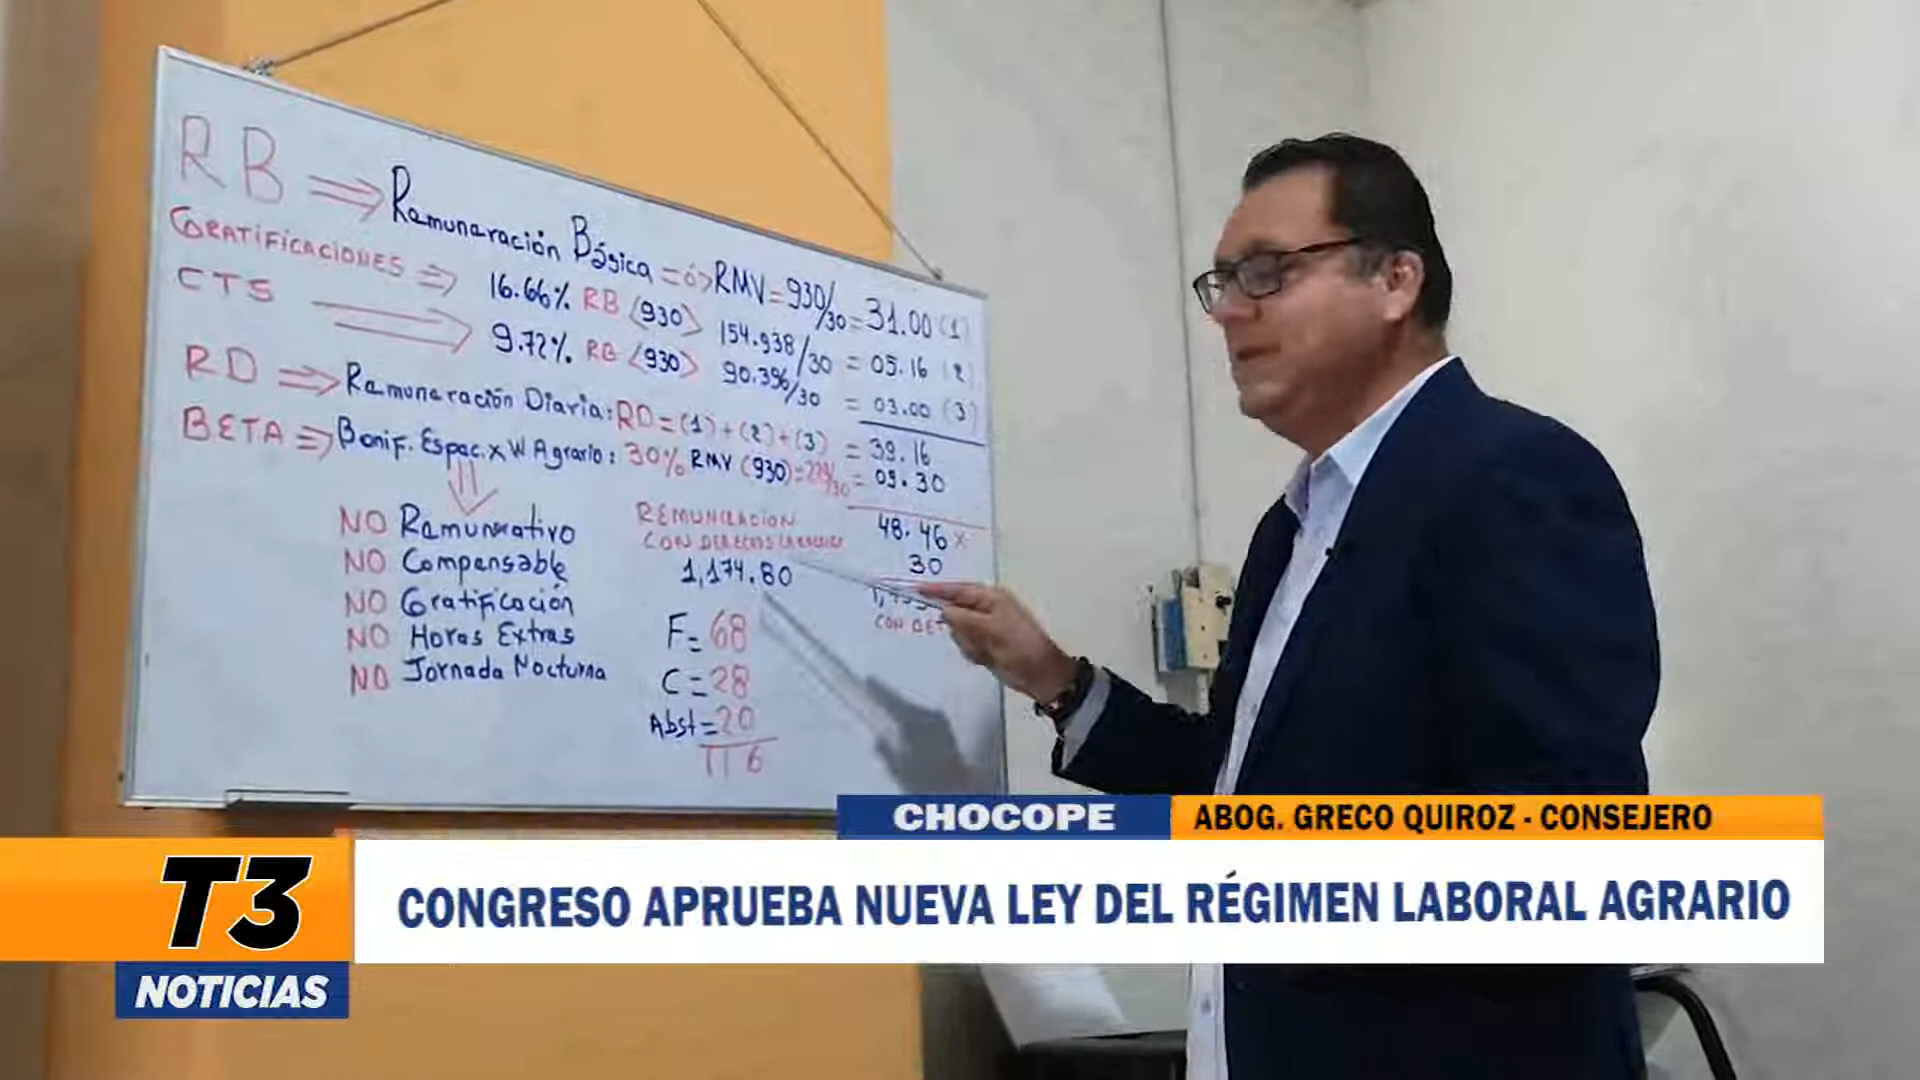 RB ⇒ Remuneración Básica = ó> RMV = 930/30 = 31.00 (1)
GRATIFICACIONES ⇒ 16.66% RB (930) 154.938/30 = 05.16 (2)
CTS ⇒ 9.72% RB (930) 90.396/30 = 03.00 (3)
RD ⇒ Remuneración Diaria: RD = (1) + (2) + (3) = 39.16
BETA ⇒ Bonif. Espec. x W Agrario: 30% RMV (930) = 279/30 = 09.30
NO Remunerativo
NO Compensable
NO Gratificación
NO Horas Extras
NO Jornada Nocturna
REMUNERACION
CON DERECHOS
1,174.80
F = 68
C = 28
Abst = 20
116
48.46 x
30
CON
CHOCOPE
ABOG. GRECO QUIROZ - CONSEJERO
T3
NOTICIAS
CONGRESO APRUEBA NUEVA LEY DEL RÉGIMEN LABORAL AGRARIO